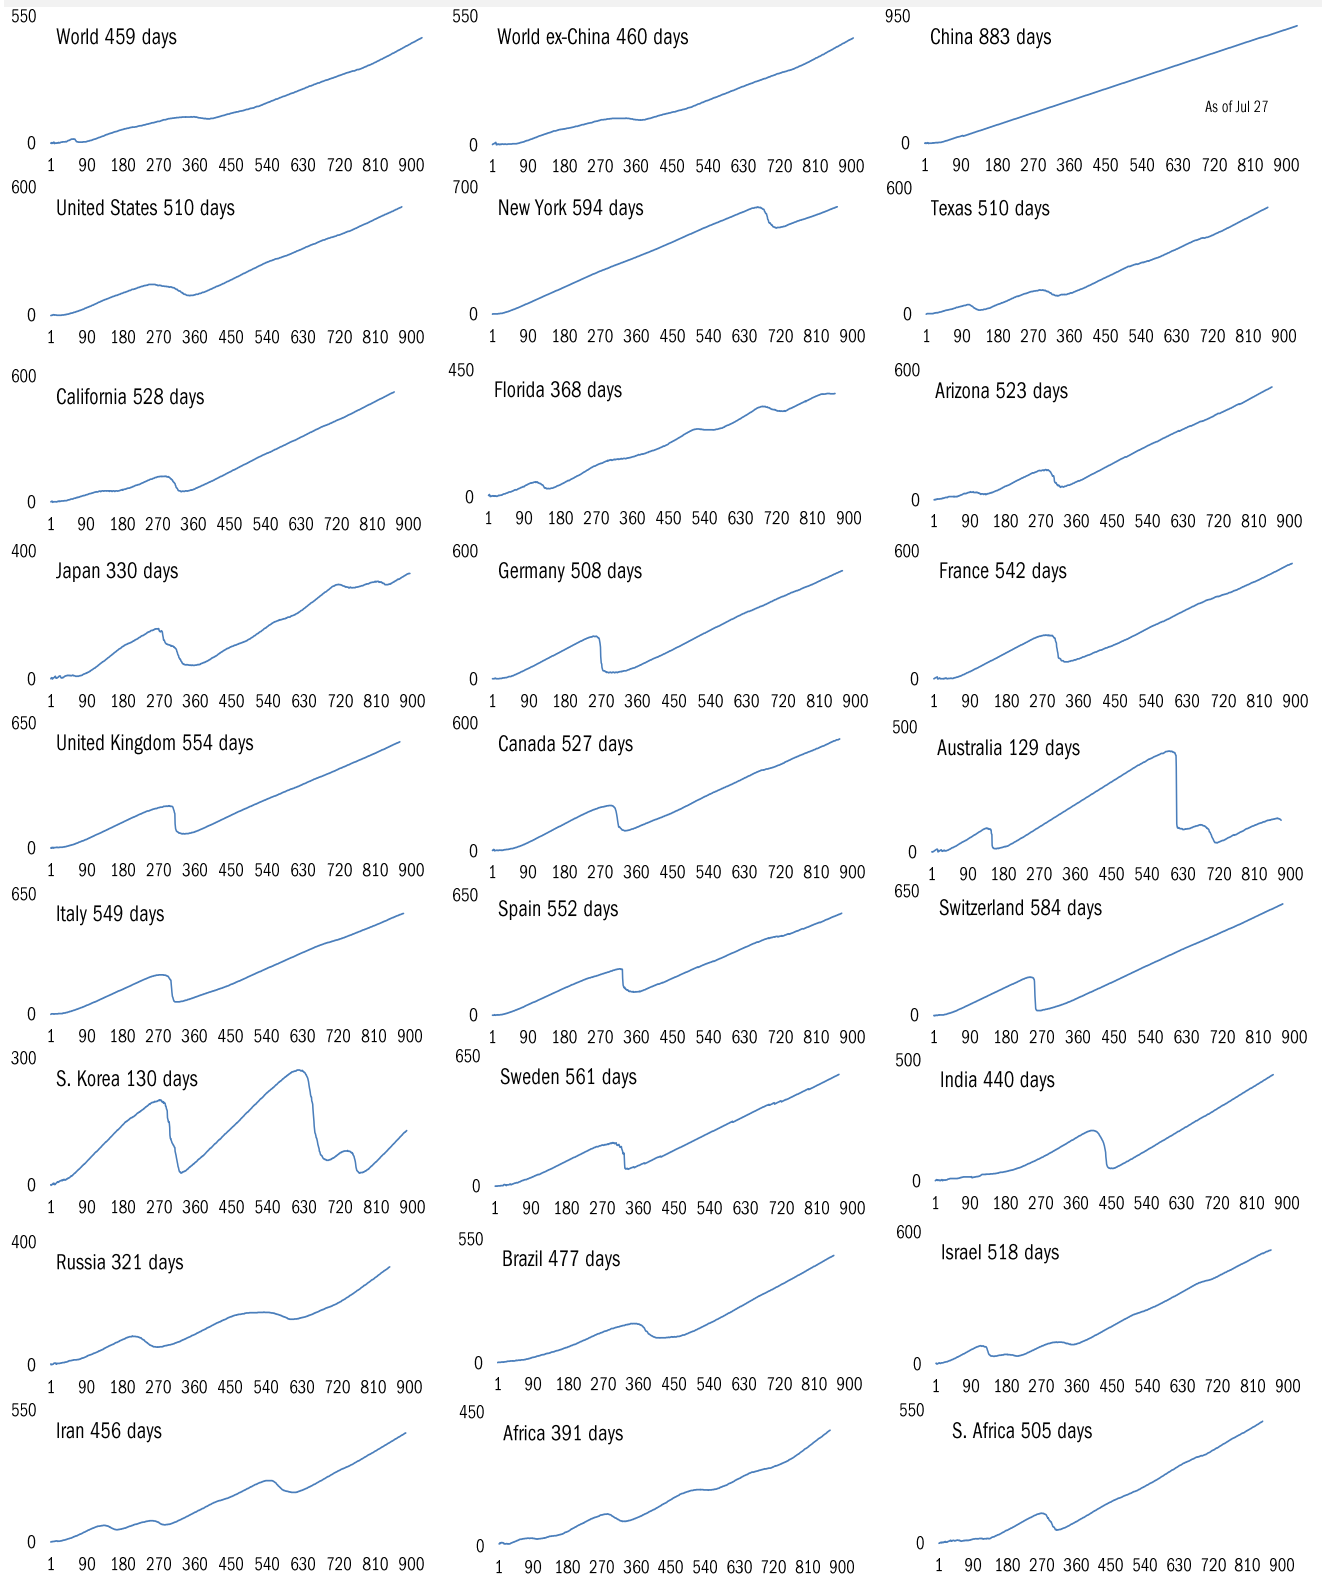 550 550 950
World 459 days World ex-China 460 days China 883 days
As of Jul 27
0 0 0
1 90 180 270 360 450 540 630 720 810 900 1 90 180 270 360 450 540 630 720 810 900 1 90 180 270 360 450 540 630 720 810 900
600 700 600
United States 510 days New York 594 days Texas 510 days
0 0 0
1 90 180 270 360 450 540 630 720 810 900 1 90 180 270 360 450 540 630 720 810 900 1 90 180 270 360 450 540 630 720 810 900
600 450 600
California 528 days Florida 368 days Arizona 523 days
0 0 0
1 90 180 270 360 450 540 630 720 810 900 1 90 180 270 360 450 540 630 720 810 900 1 90 180 270 360 450 540 630 720 810 900
400 600 600
Japan 330 days Germany 508 days France 542 days
0 0 0
1 90 180 270 360 450 540 630 720 810 900 1 90 180 270 360 450 540 630 720 810 900 1 90 180 270 360 450 540 630 720 810 900
650 600 500
United Kingdom 554 days Canada 527 days Australia 129 days
0 0 0
1 90 180 270 360 450 540 630 720 810 900 1 90 180 270 360 450 540 630 720 810 900 1 90 180 270 360 450 540 630 720 810 900
650 650 650
Italy 549 days Spain 552 days Switzerland 584 days
0 0 0
1 90 180 270 360 450 540 630 720 810 900 1 90 180 270 360 450 540 630 720 810 900 1 90 180 270 360 450 540 630 720 810 900
300 650 500
S. Korea 130 days Sweden 561 days India 440 days
0 0 0
1 90 180 270 360 450 540 630 720 810 900 1 90 180 270 360 450 540 630 720 810 900 1 90 180 270 360 450 540 630 720 810 900
400 550 600
Russia 321 days Brazil 477 days Israel 518 days
0 0 0
1 90 180 270 360 450 540 630 720 810 900 1 90 180 270 360 450 540 630 720 810 900 1 90 180 270 360 450 540 630 720 810 900
550 450 550
Iran 456 days Africa 391 days S. Africa 505 days
0 0 0
1 90 180 270 360 450 540 630 720 810 900 1 90 180 270 360 450 540 630 720 810 900 1 90 180 270 360 450 540 630 720 810 900